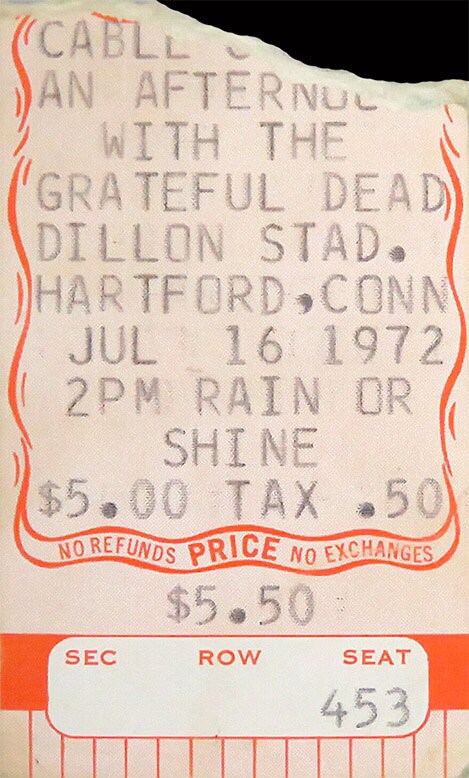 AN AFTERNOO
WITH THE
GRATEFUL DEAD
DILLON STAD.
HARTFORD.CONN
JUL 16 1972
2PM RAIN OR
SHINE
$5.00 TAX .50
NO REFUNDS PRICE NO EXCHANGES
$5.50
SEC ROW SEAT
453